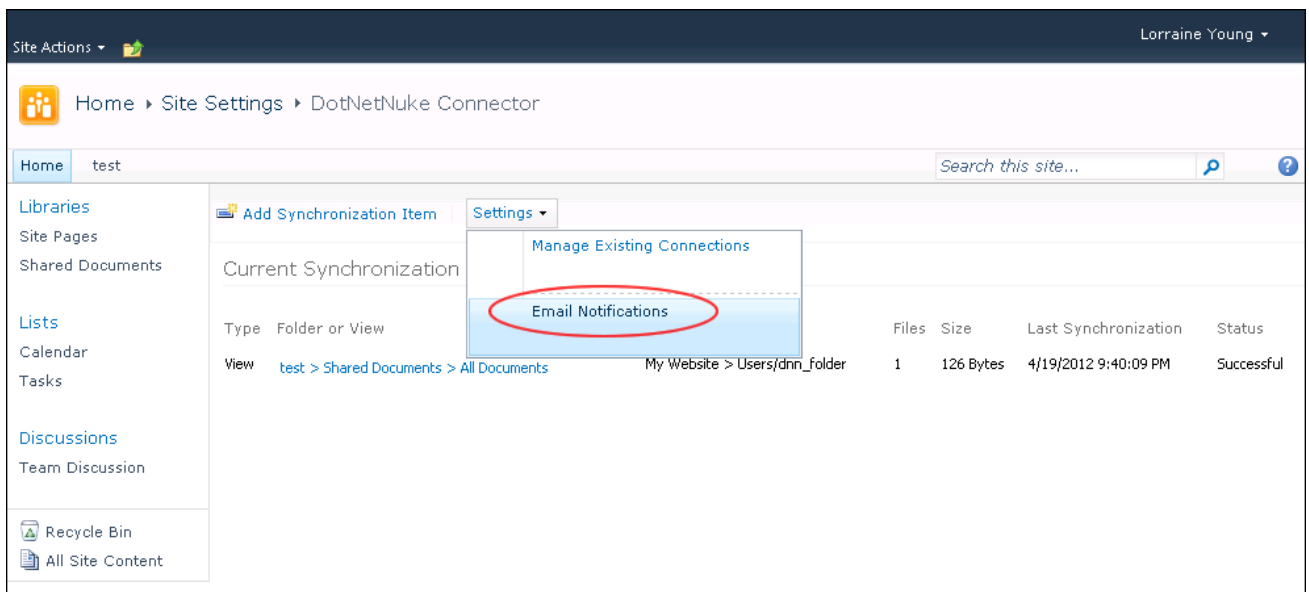 Lorraine Young
Site Actions
Home Site Settings DotNetNuke Connector
Home test Search this site...
Libraries
Site Pages
Shared Documents
Lists
Calendar
Tasks
Discussions
Team Discussion
Recycle Bin
All Site Content
Add Synchronization Item Settings
Manage Existing Connections
Email Notifications
Current Synchronization
Type Folder or View Files Size Last Synchronization Status
View test > Shared Documents > All Documents My Website > Users/dnn_folder 1 126 Bytes 4/19/2012 9:40:09 PM Successful